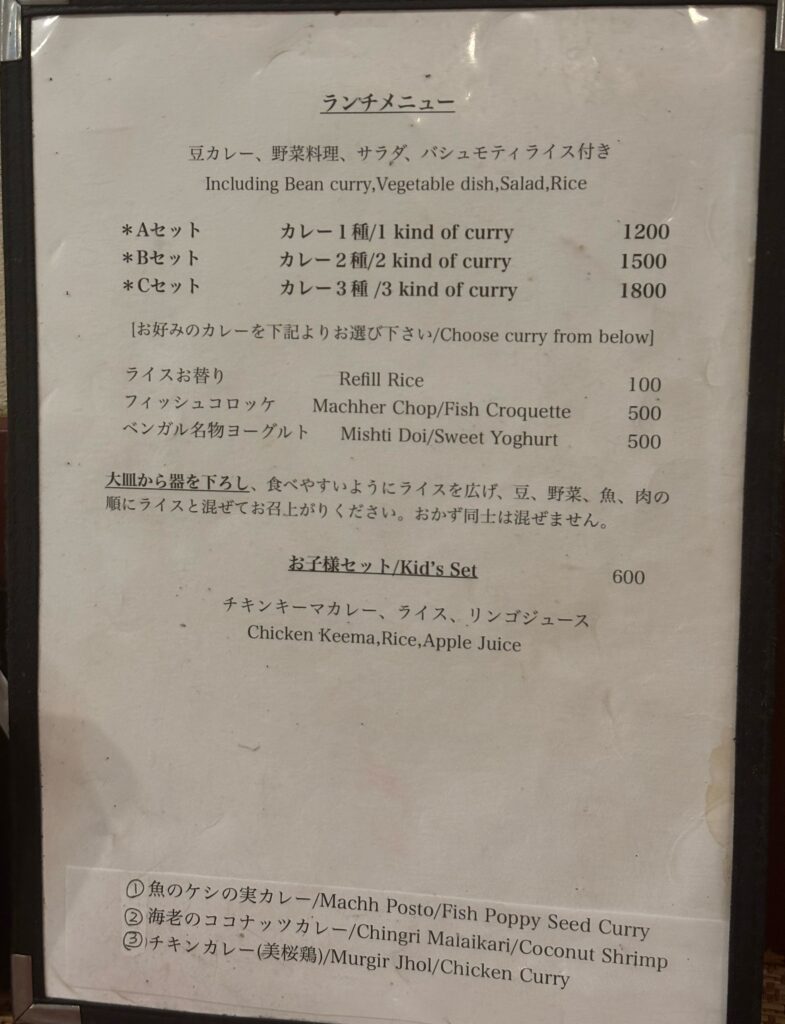 ランチメニュー
豆カレー、野菜料理、サラダ、バシュモティライス付き
Including Bean curry,Vegetable dish,Salad,Rice
＊Aセット カレー１種/1 kind of curry 1200
＊Bセット カレー２種/2 kind of curry 1500
＊Cセット カレー３種 /3 kind of curry 1800
[お好みのカレーを下記よりお選び下さい/Choose curry from below]
ライスお替り Refill Rice 100
フィッシュコロッケ Machher Chop/Fish Croquette 500
ベンガル名物ヨーグルト Mishti Doi/Sweet Yoghurt 500
大皿から器を下ろし、食べやすいようにライスを広げ、豆、野菜、魚、肉の
順にライスと混ぜてお召上がりください。おかず同士は混ぜません。
お子様セット/Kid's Set 600
チキンキーマカレー、ライス、リンゴジュース
Chicken Keema,Rice,Apple Juice
①魚のケシの実カレー/Machh Posto/Fish Poppy Seed Curry
②海老のココナッツカレー/Chingri Malaikari/Coconut Shrimp
③チキンカレー(美桜鶏)/Murgir Jhol/Chicken Curry